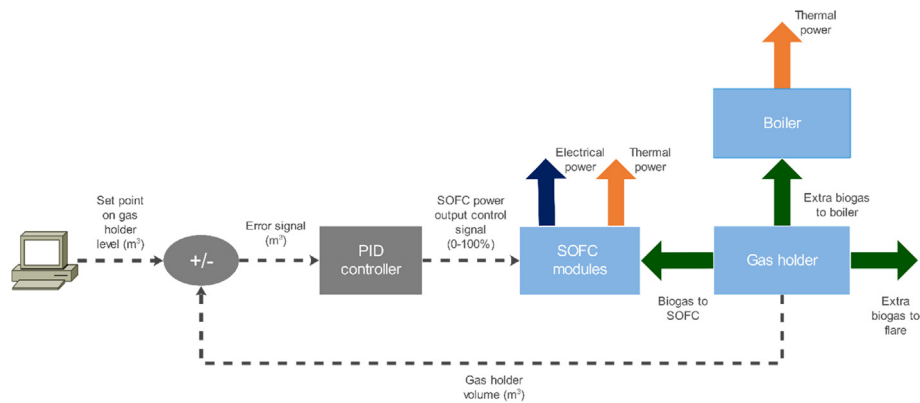 Thermal
power
Boiler
Electrical
power
Thermal
power
Extra biogas
to boiler
Set point
on gas
holder
level (m³)
Error signal
(m³)
SOFC power
output control
signal
(0-100%)
+/-
PID
controller
SOFC
modules
Gas holder
Biogas to
SOFC
Extra
biogas to
flare
Gas holder
volume (m³)